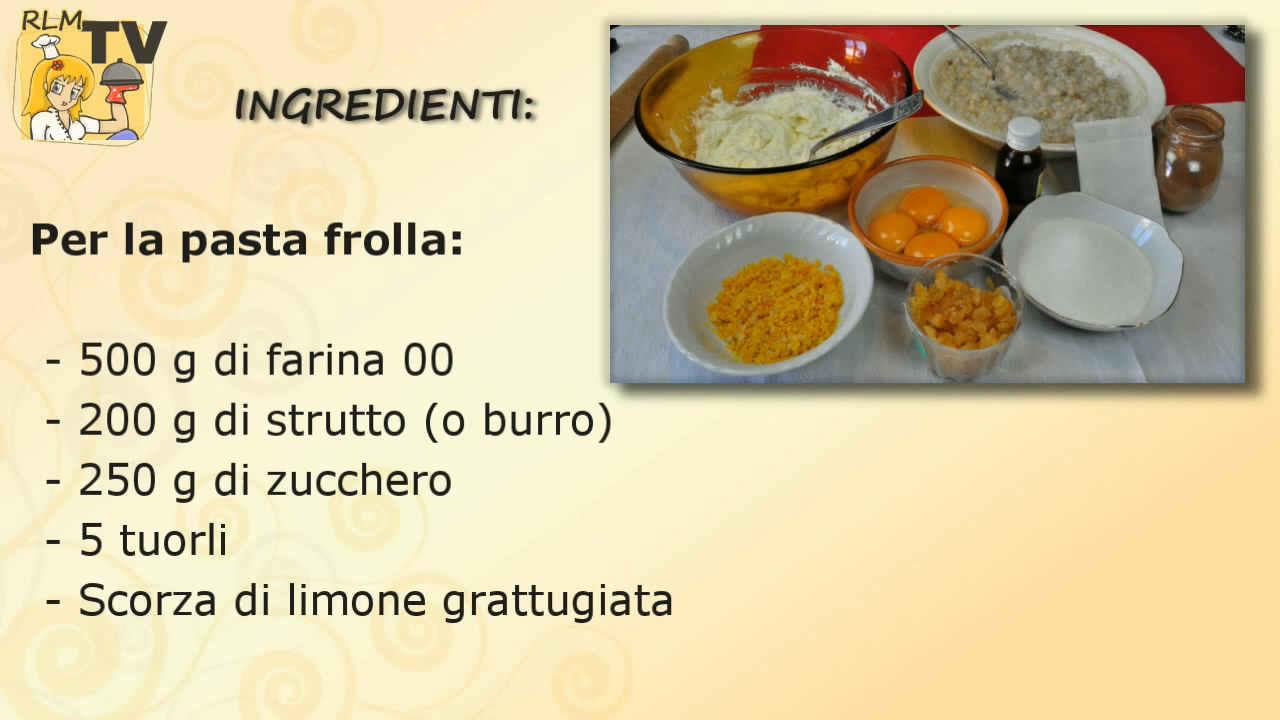 RLM
TV
INGREDIENTI:
Per la pasta frolla:
- 500 g di farina 00
- 200 g di strutto (o burro)
- 250 g di zucchero
- 5 tuorli
- Scorza di limone grattugiata